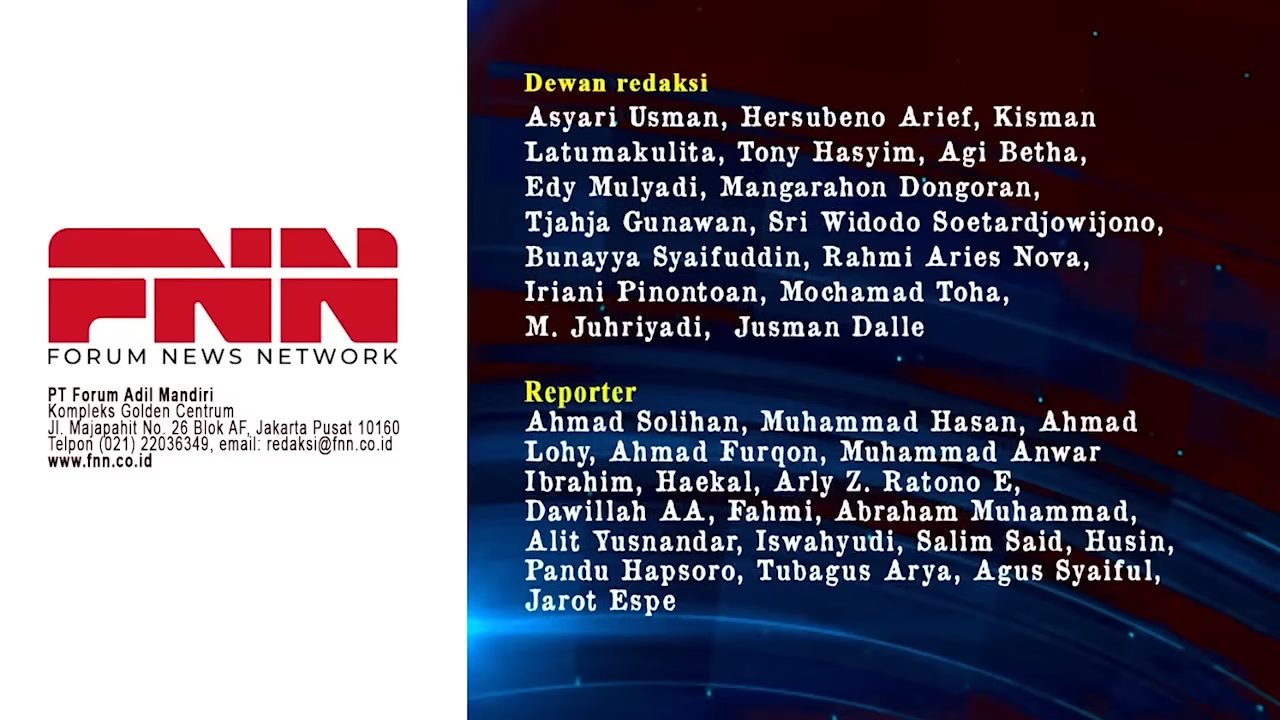 FNN
FORUM NEWS NETWORK
PT Forum Adil Mandiri
Kompleks Golden Centrum
Jl. Majapahit No. 26 Blok AF, Jakarta Pusat 10160
Telpon (021) 22036349, email: redaksi@fnn.co.id
www.fnn.co.id
Dewan redaksi
Asyari Usman, Hersubeno Arief, Kisman
Latumakulita, Tony Hasyim, Agi Betha,
Edy Mulyadi, Mangarahon Dongoran,
Tjahja Gunawan, Sri Widodo Soetardjowijono,
Bunayya Syaifuddin, Rahmi Aries Nova,
Iriani Pinontoan, Mochamad Toha,
M. Juhriyadi, Jusman Dalle
Reporter
Ahmad Solihan, Muhammad Hasan, Ahmad
Lohy, Ahmad Furqon, Muhammad Anwar
Ibrahim, Haekal, Arly Z. Ratono E,
Dawillah AA, Fahmi, Abraham Muhammad,
Alit Yusnandar, Iswahyudi, Salim Said, Husin,
Pandu Hapsoro, Tubagus Arya, Agus Syaiful,
Jarot Espe